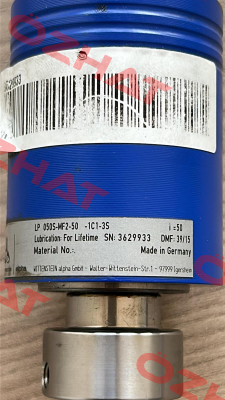 OZHAT
3629933
LP 050S-MF2-50 -1C1-3S i=50
Lubrication: For Lifetime SN: 3629933 DMF: 39/15
Material No.:. Made in Germany
WITTENSTEIN alpha GmbH - Walter-Wittenstein-Str.1 - 97999 Igersheim
OZHAT
OZHAT